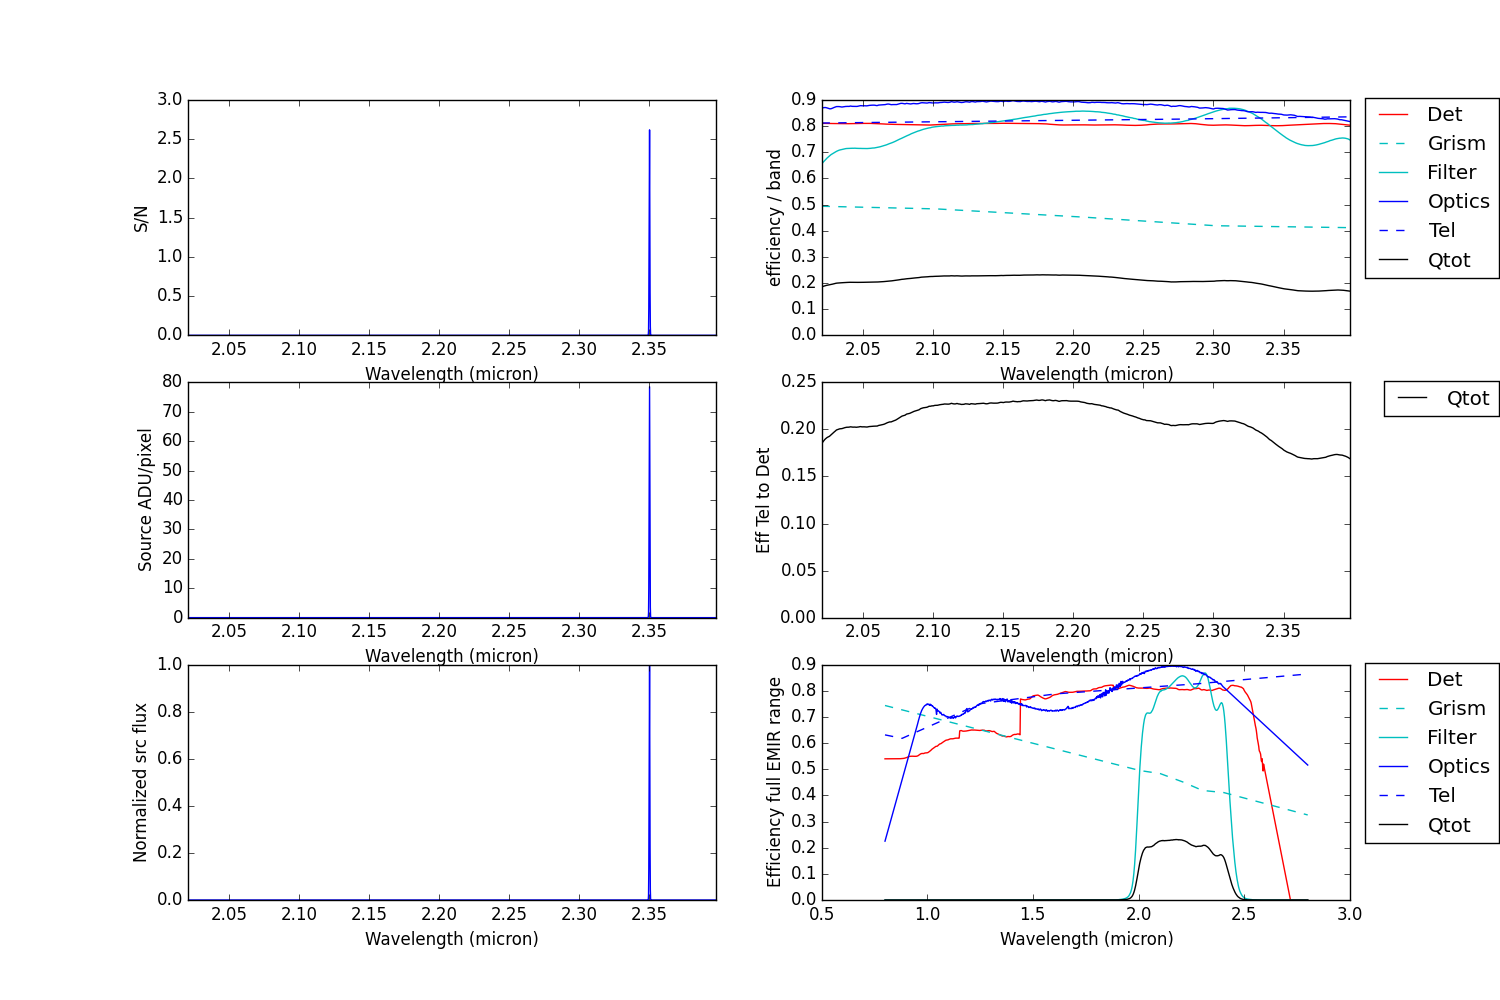 S/N
3.0
2.5
2.0
1.5
1.0
0.5
0.0
2.05 2.10 2.15 2.20 2.25 2.30 2.35
Wavelength (micron)
efficiency / band
0.9
0.8
0.7
0.6
0.5
0.4
0.3
0.2
0.1
0.0
2.05 2.10 2.15 2.20 2.25 2.30 2.35
Wavelength (micron)
Det
Grism
Filter
Optics
Tel
Qtot
Source ADU/pixel
80
70
60
50
40
30
20
10
0
2.05 2.10 2.15 2.20 2.25 2.30 2.35
Wavelength (micron)
Eff Tel to Det
0.25
0.20
0.15
0.10
0.05
0.00
2.05 2.10 2.15 2.20 2.25 2.30 2.35
Wavelength (micron)
Qtot
Normalized src flux
1.0
0.8
0.6
0.4
0.2
0.0
2.05 2.10 2.15 2.20 2.25 2.30 2.35
Wavelength (micron)
Efficiency full EMIR range
0.9
0.8
0.7
0.6
0.5
0.4
0.3
0.2
0.1
0.0
0.5 1.0 1.5 2.0 2.5 3.0
Wavelength (micron)
Det
Grism
Filter
Optics
Tel
Qtot